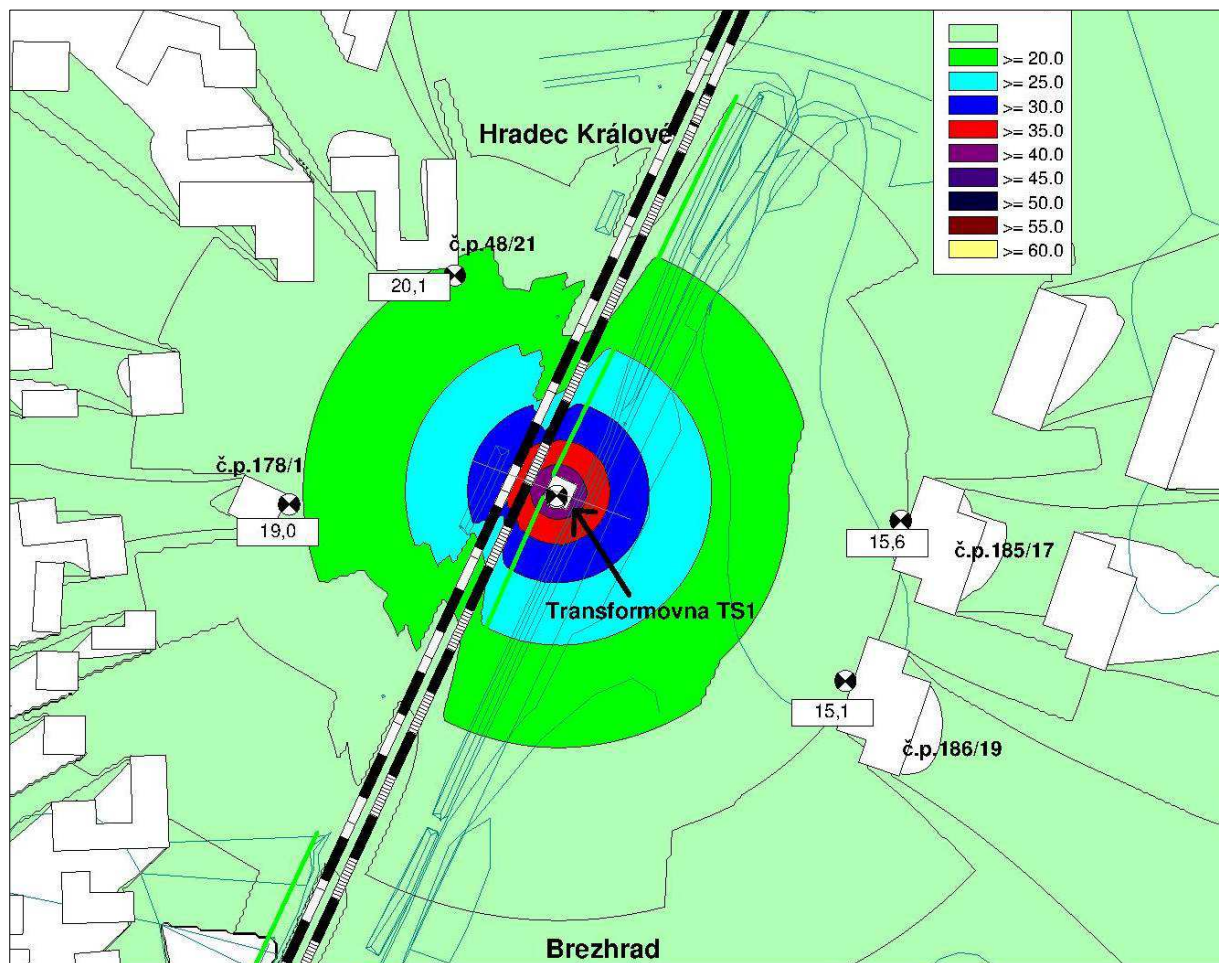 >= 20.0
>= 25.0
>= 30.0
>= 35.0
>= 40.0
>= 45.0
>= 50.0
>= 55.0
>= 60.0
Hradec Králové
č.p.48/21
20,1
č.p.178/1
19,0
15,6
č.p.185/17
Transformovna TS1
15,1
č.p.186/19
Brezhrad